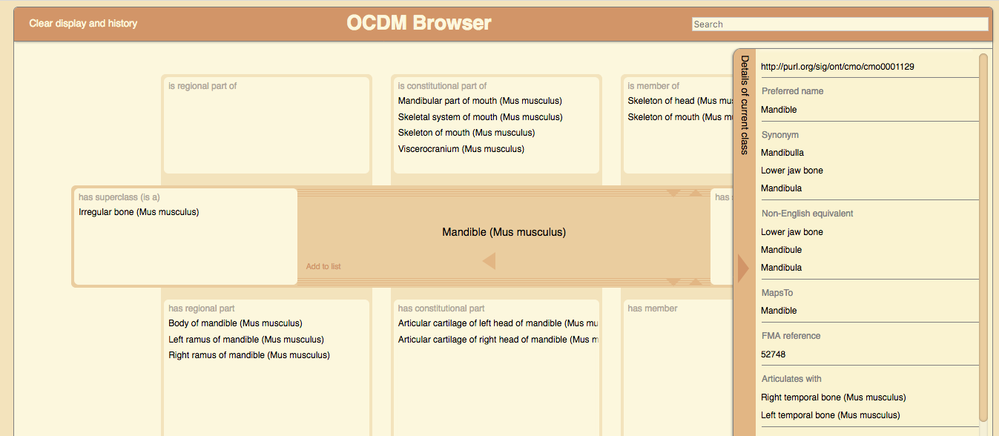 Clear display and history
OCDM Browser
Search
is regional part of
is constitutional part of
Mandibular part of mouth (Mus musculus)
Skeletal system of mouth (Mus musculus)
Skeleton of mouth (Mus musculus)
Viscerocranium (Mus musculus)
is member of
Skeleton of head (Mus mus
Skeleton of mouth (Mus m
has superclass (is a)
Irregular bone (Mus musculus)
Mandible (Mus musculus)
Add to list
has
has regional part
Body of mandible (Mus musculus)
Left ramus of mandible (Mus musculus)
Right ramus of mandible (Mus musculus)
has constitutional part
Articular cartilage of left head of mandible (Mus mu
Articular cartilage of right head of mandible (Mus m
has member
Details of current class
http://purl.org/sig/ont/cmo/cmo0001129
Preferred name
Mandible
Synonym
Mandibulla
Lower jaw bone
Mandibula
Non-English equivalent
Lower jaw bone
Mandibule
Mandibula
MapsTo
Mandible
FMA reference
52748
Articulates with
Right temporal bone (Mus musculus)
Left temporal bone (Mus musculus)